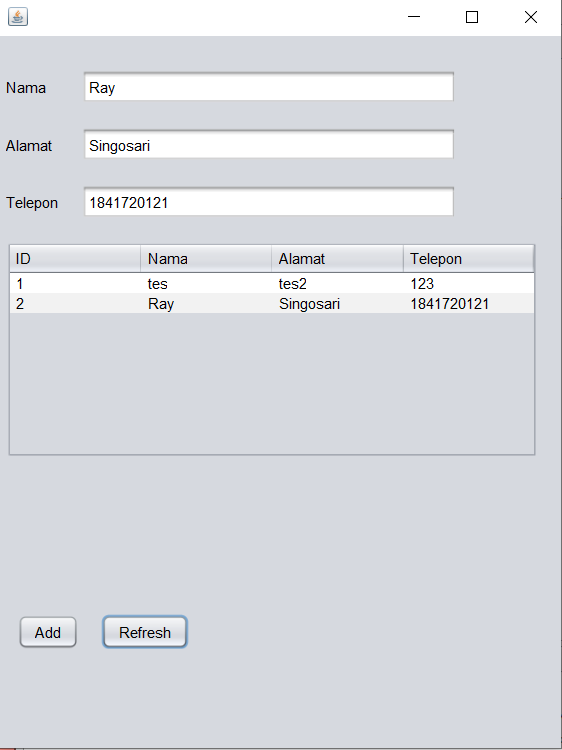 Nama Ray
Alamat Singosari
Telepon 1841720121
ID Nama Alamat Telepon
1 tes tes2 123
2 Ray Singosari 1841720121
Add Refresh